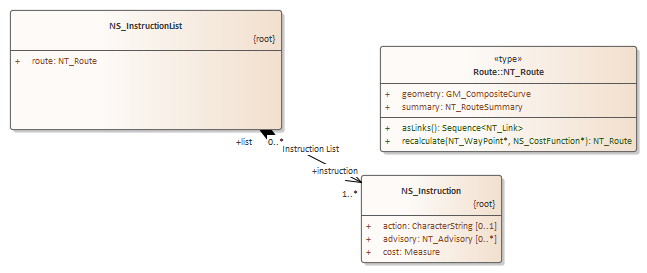 NS_InstructionList
{root}
+ route: NT_Route
«type»
Route::NT_Route
+ geometry: GM_CompositeCurve
+ summary: NT_RouteSummary
+ asLinks(): Sequence<NT_Link>
+ recalculate(NT_WayPoint*, NS_CostFunction*): NT_Route
+list 0..*
Instruction List
+instruction
1..*
NS_Instruction
{root}
+ action: CharacterString [0..1]
+ advisory: NT_Advisory [0..*]
+ cost: Measure